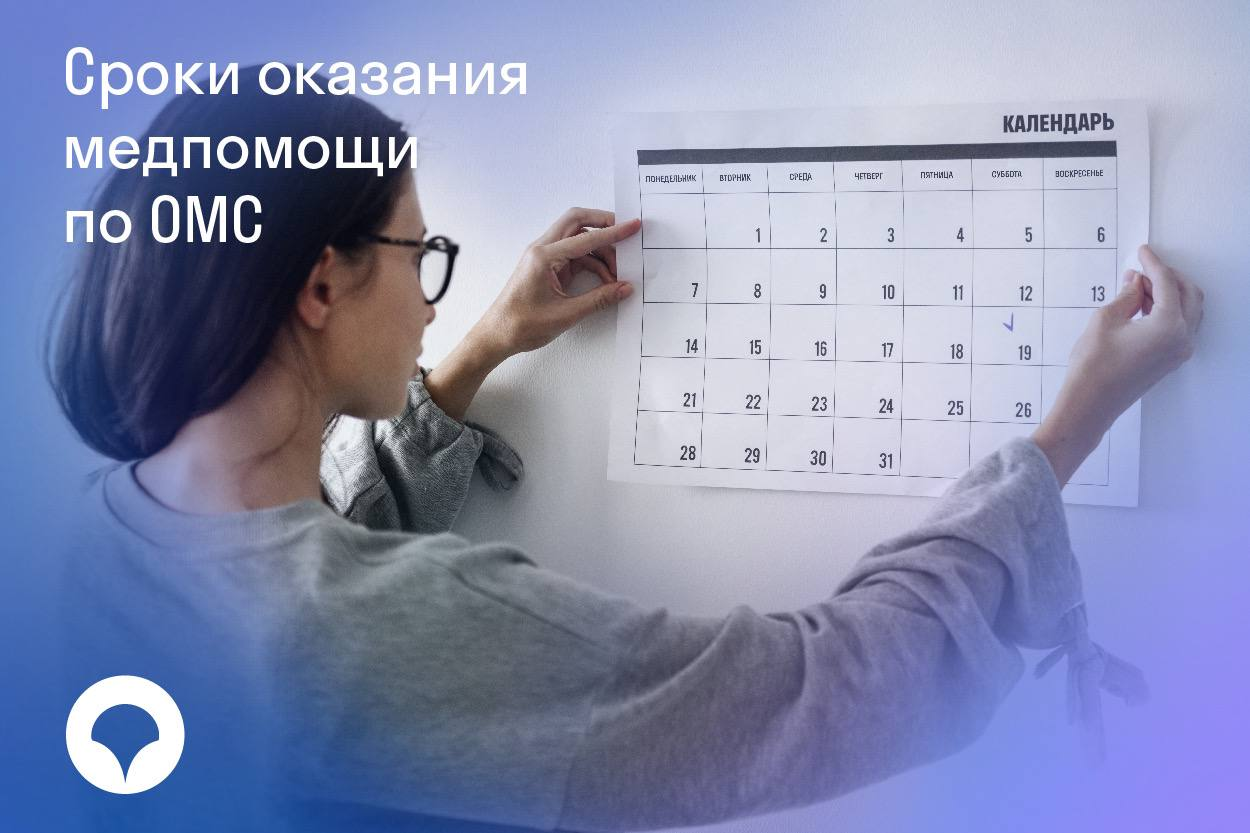 Сроки оказания
медпомощи
по ОМС
КАЛЕНДАРЬ
ПОНЕДЕЛЬНИК ВТОРНИК СРЕДА ЧЕТВЕРГ ПЯТНИЦА СУББОТА ВОСКРЕСЕНЬЕ
1 2 3 4 5 6
7 8 9 10 11 12 13
14 15 16 17 18 19
21 22 23 24 25 26
28 29 30 31